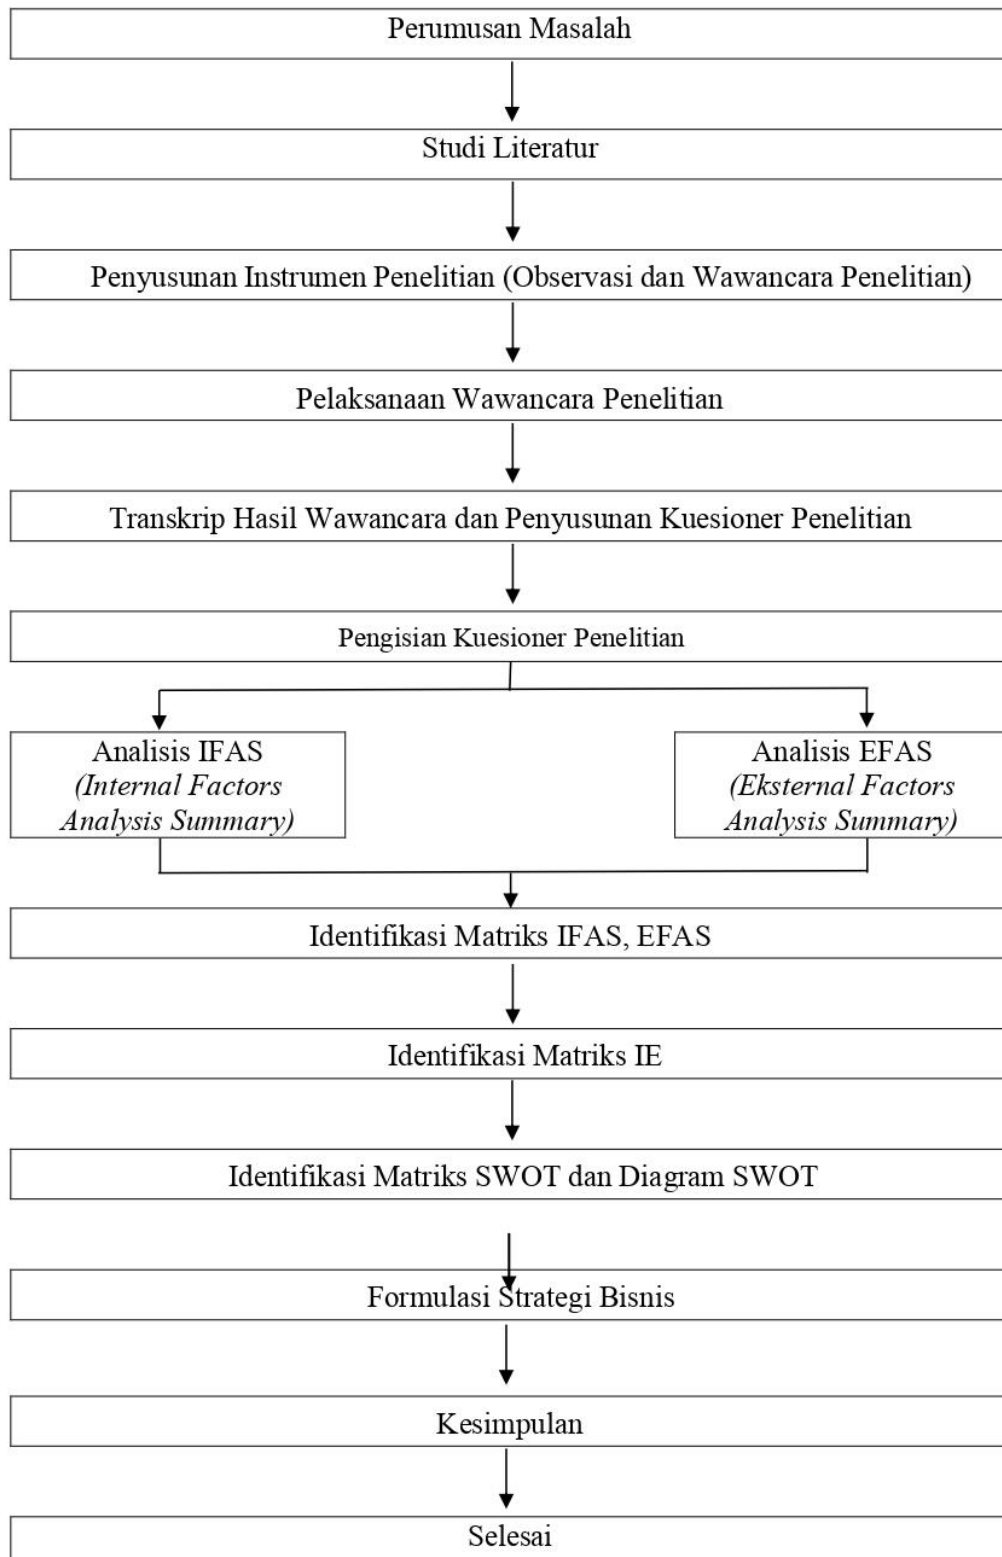 Perumusan Masalah
Studi Literatur
Penyusunan Instrumen Penelitian (Observasi dan Wawancara Penelitian)
Pelaksanaan Wawancara Penelitian
Transkrip Hasil Wawancara dan Penyusunan Kuesioner Penelitian
Pengisian Kuesioner Penelitian
Analisis IFAS
(Internal Factors
Analysis Summary)
Analisis EFAS
(Eksternal Factors
Analysis Summary)
Identifikasi Matriks IFAS, EFAS
Identifikasi Matriks IE
Identifikasi Matriks SWOT dan Diagram SWOT
Formulasi Strategi Bisnis
Kesimpulan
Selesai